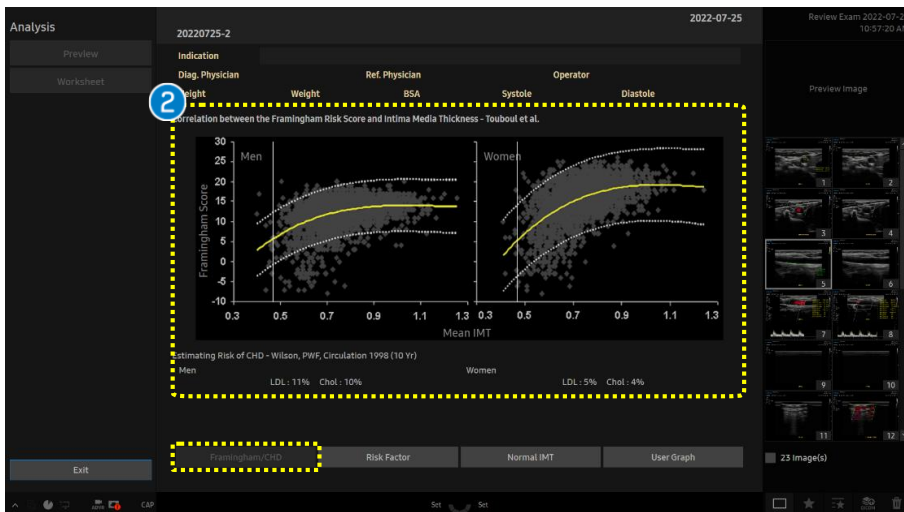 Analysis
Preview
Worksheet
Exit
CAP
2022-07-25
20220725-2
Indication
Diag. Physician Ref. Physician Operator
Weight BSA Systole Diastole
2
Correlation between the Framingham Risk Score and Intima Media Thickness - Touboul et al.
Men
Women
Framingham Score
30
25
20
15
10
5
0
-5
-10
0.3 0.5 0.7 0.9 1.1 1.3 0.3 0.5 0.7 0.9 1.1 1.3
Mean IMT
Estimating Risk of CHD - Wilson, PWF, Circulation 1998 (10 Yr)
Men Women
LDL : 11% Chol : 10% LDL : 5% Chol : 4%
Framingham/CHD Risk Factor Normal IMT User Graph
Set Set
Review Exam 2022-07-2
10:57:20 A
Preview Image
1 2
3 4
5 6
7 8
9 10
11 12
23 Image(s)